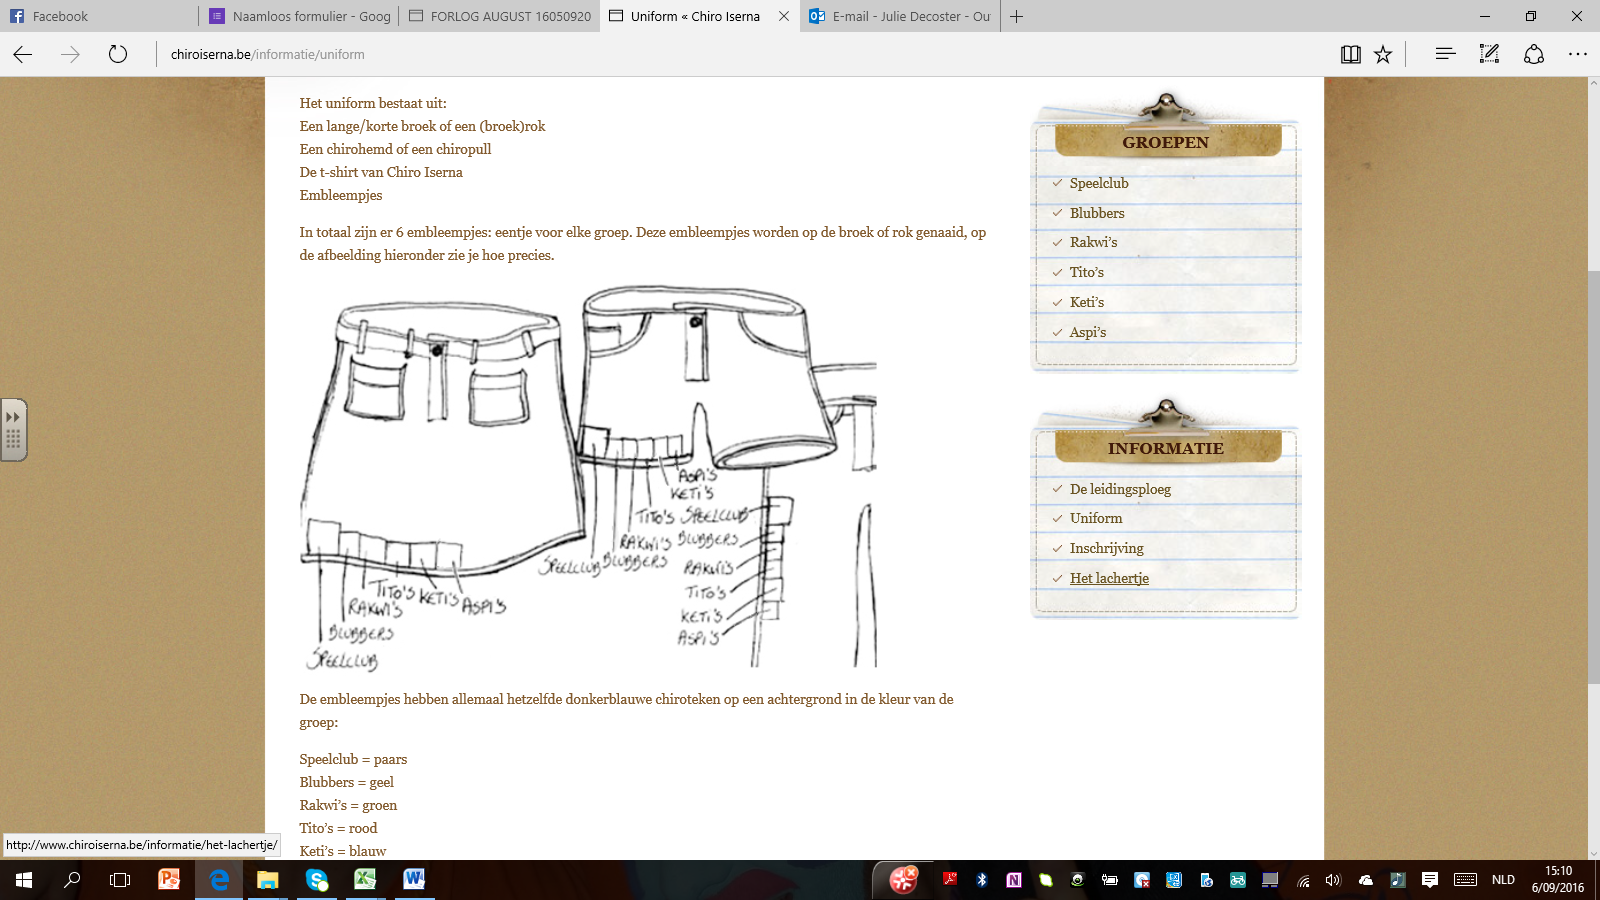 Facebook
Naamloos formulier - Goog
FORLOG AUGUST 16050920
Uniform « Chiro Iserna
E-mail - Julie Decoster - Ou
chiroiserna.be/informatie/uniform
Het uniform bestaat uit:
Een lange/korte broek of een (broek)rok
Een chirohemd of een chiropull
De t-shirt van Chiro Iserna
Embleempjes
In totaal zijn er 6 embleempjes: eentje voor elke groep. Deze embleempjes worden op de broek of rok genaaid, op
de afbeelding hieronder zie je hoe precies.
ASPI'S
KETI'S
TITO'S
RAKWI'S
BLUBBERS
SPEELCLUB
SPEELCLUB
BLUBBERS
RAKWI'S
TITO'S
KETI'S
ASPI'S
TITO'S KETI'S ASPI'S
RAKWI'S
BLUBBERS
SPEELCLUB
De embleempjes hebben allemaal hetzelfde donkerblauwe chiroteken op een achtergrond in de kleur van de
groep:
Speelclub = paars
Blubbers = geel
Rakwi's = groen
Tito's = rood
Keti's = blauw
GROEPEN
Speelclub
Blubbers
Rakwi's
Tito's
Keti's
Aspi's
INFORMATIE
De leidingsploeg
Uniform
Inschrijving
Het lachertje
http://www.chiroiserna.be/informatie/het-lachertje/
NLD
15:10
6/09/2016